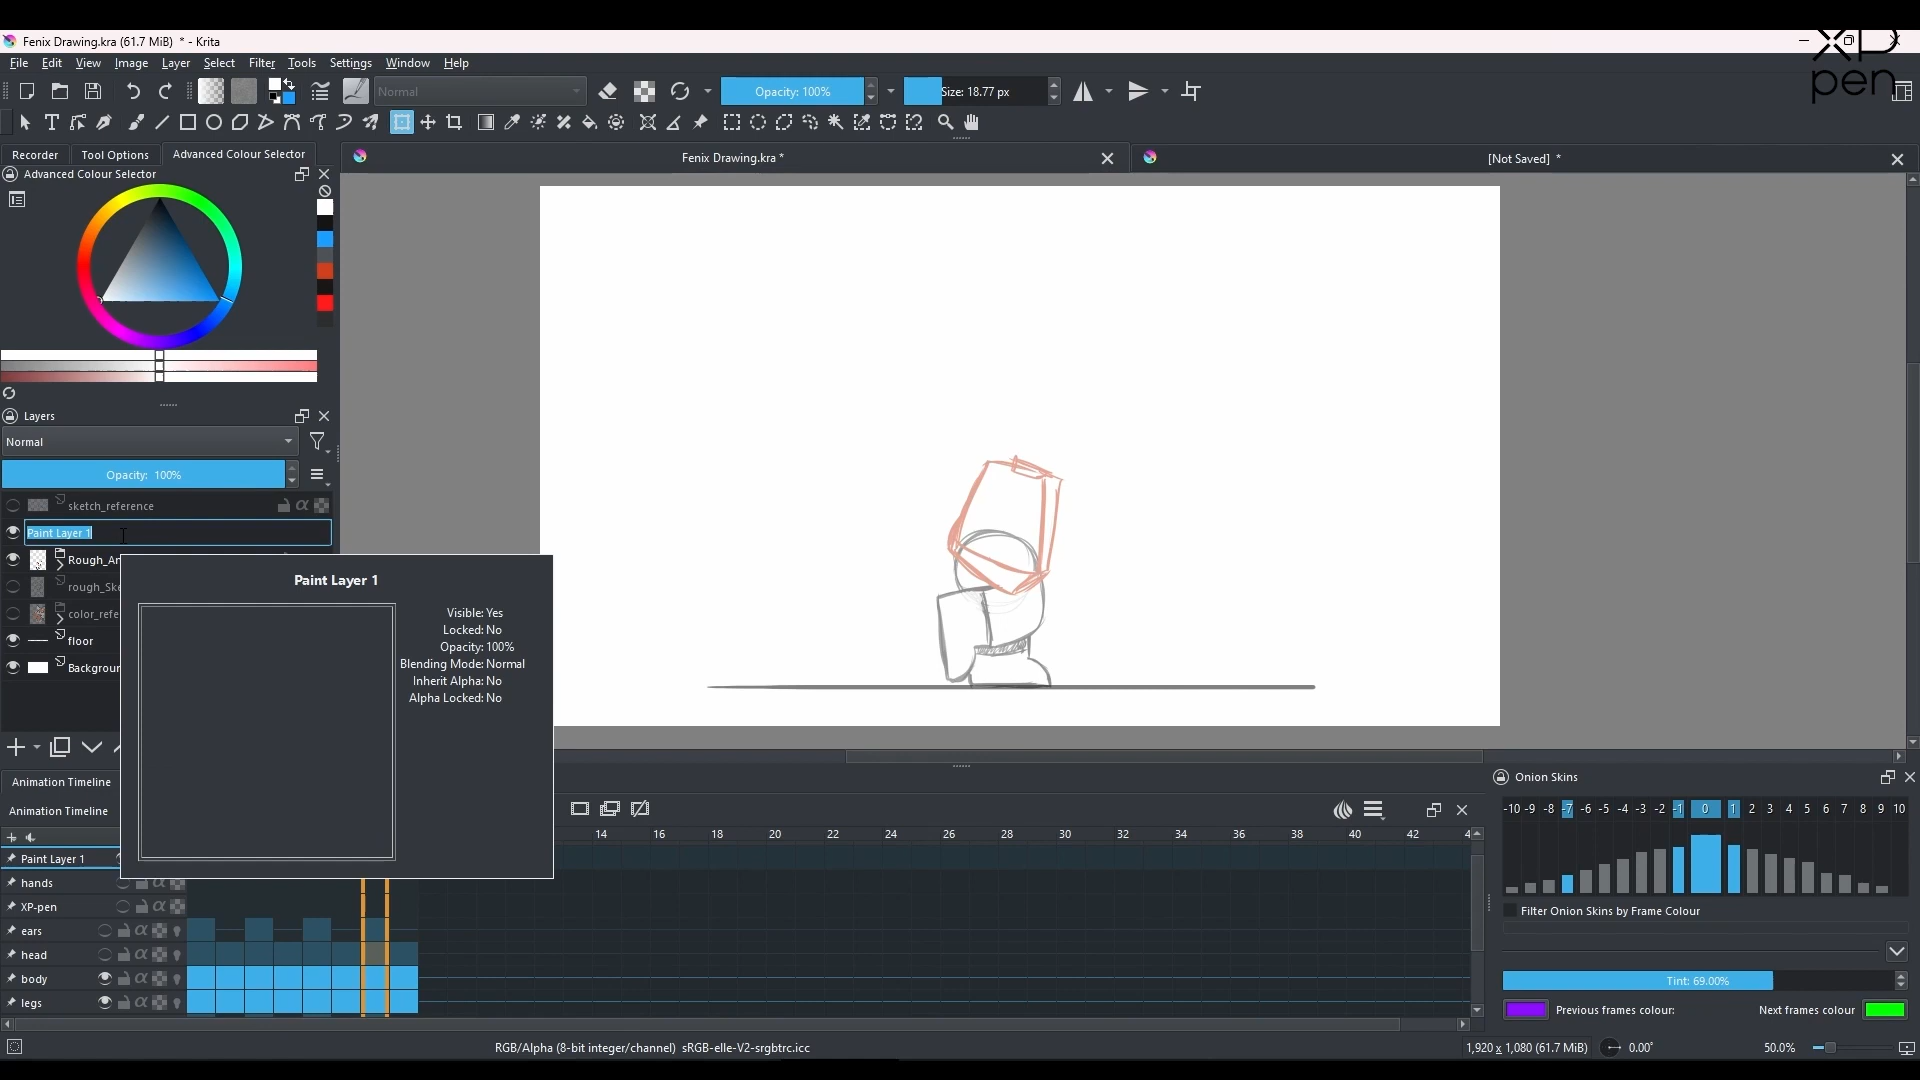 Fenix Drawing.kra (61.7 MiB) * - Krita
XP
pen
File Edit View Image Layer Select Filter Tools Settings Window Help
Normal
Opacity: 100%
Size: 18.77 px
Recorder Tool Options Advanced Colour Selector
Fenix Drawing.kra *
[Not Saved] *
Advanced Colour Selector
Layers
Normal
Opacity: 100%
sketch_reference
Paint Layer 1
Rough_An
rough_Ske
color_refe
floor
Backgroun
Paint Layer 1
Visible: Yes
Locked: No
Opacity: 100%
Blending Mode: Normal
Inherit Alpha: No
Alpha Locked: No
Animation Timeline
Animation Timeline
14 16 18 20 22 24 26 28 30 32 34 36 38 40 42 4
Paint Layer 1
hands
XP-pen
ears
head
body
legs
Onion Skins
-10 -9 -8 -7 -6 -5 -4 -3 -2 -1 0 1 2 3 4 5 6 7 8 9 10
Filter Onion Skins by Frame Colour
Tint: 69.00%
Previous frames colour: Next frames colour
RGB/Alpha (8-bit integer/channel) sRGB-elle-V2-srgbtrc.icc
1,920 x 1,080 (61.7 MiB)
0.00°
50.0%